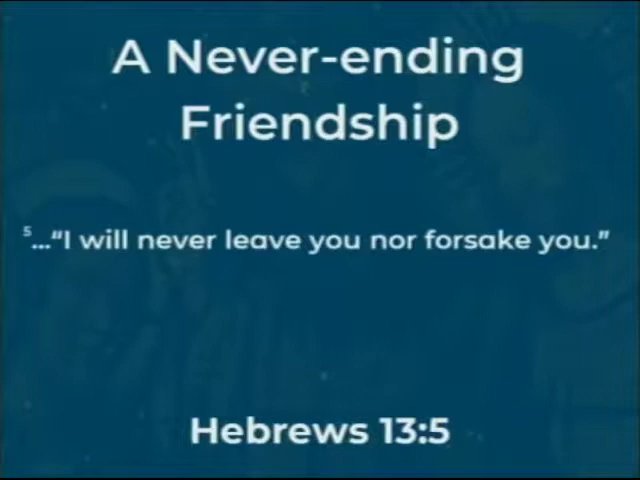 A Never-ending
Friendship
⁵...“I will never leave you nor forsake you.”
Hebrews 13:5